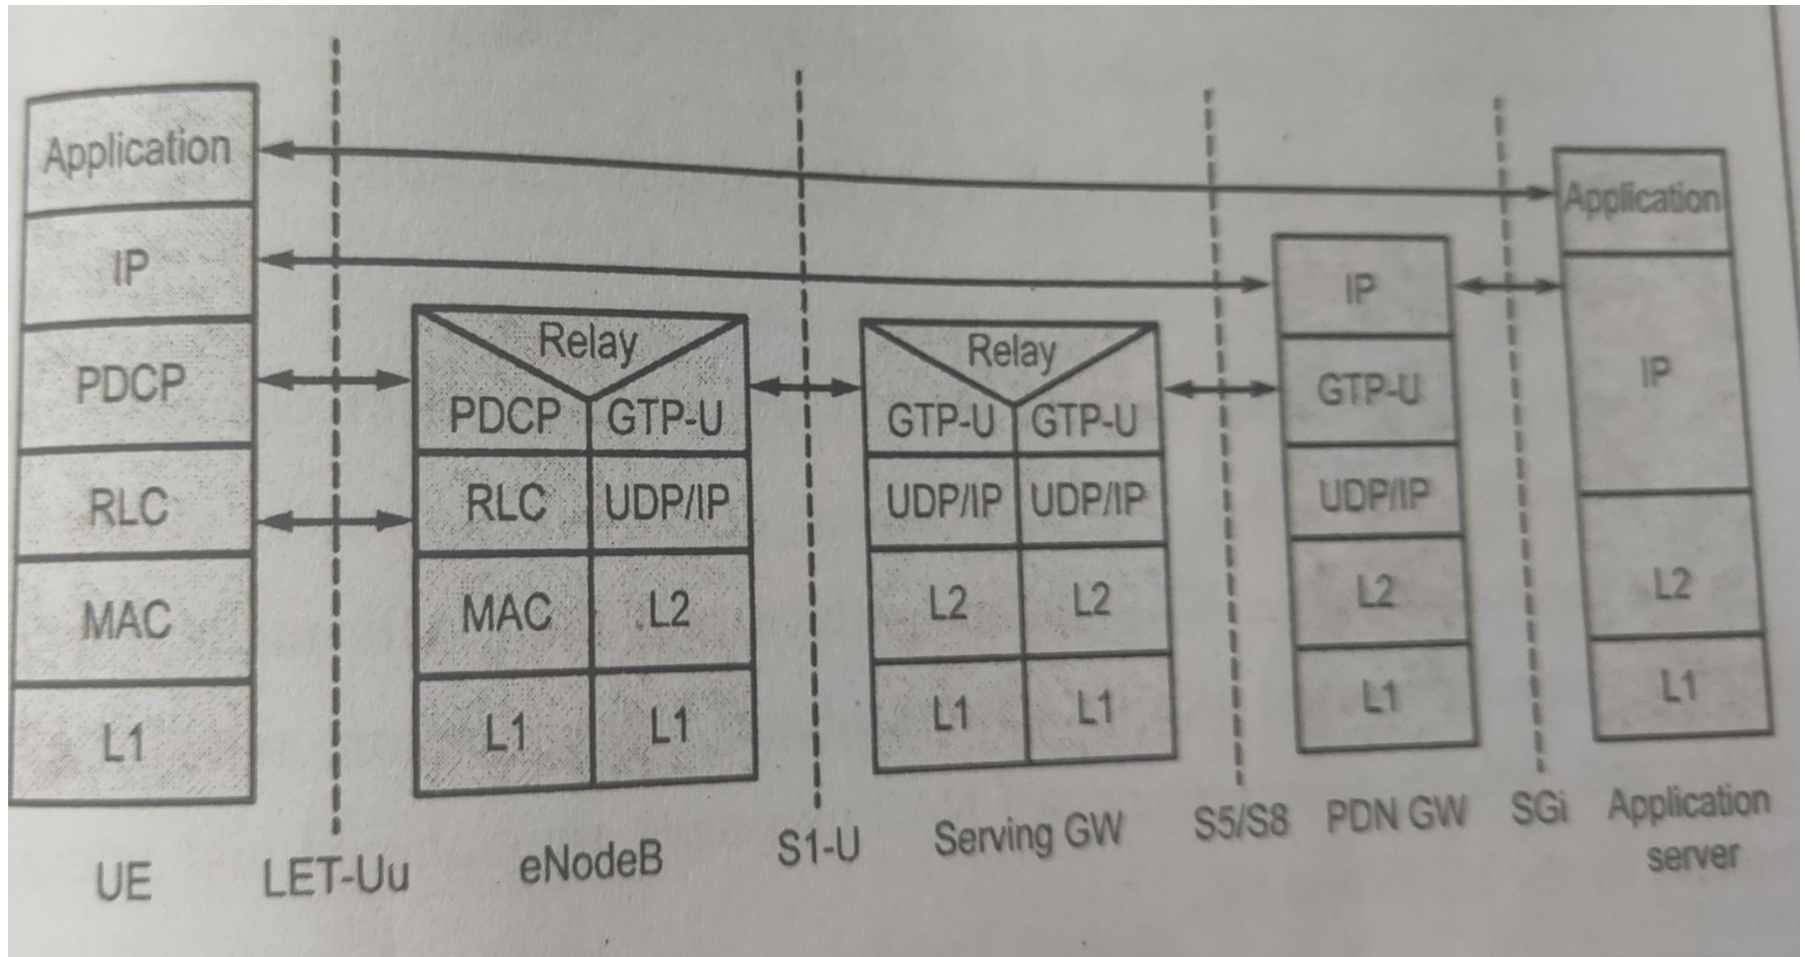 Application
IP
PDCP
RLC
MAC
L1
UE
LET-Uu
Relay
PDCP GTP-U
RLC UDP/IP
MAC L2
L1 L1
eNodeB
S1-U
Relay
GTP-U GTP-U
UDP/IP UDP/IP
L2 L2
L1 L1
Serving GW
S5/S8
IP
GTP-U
UDP/IP
L2
L1
PDN GW
SGi
Application
IP
L2
L1
Application
server